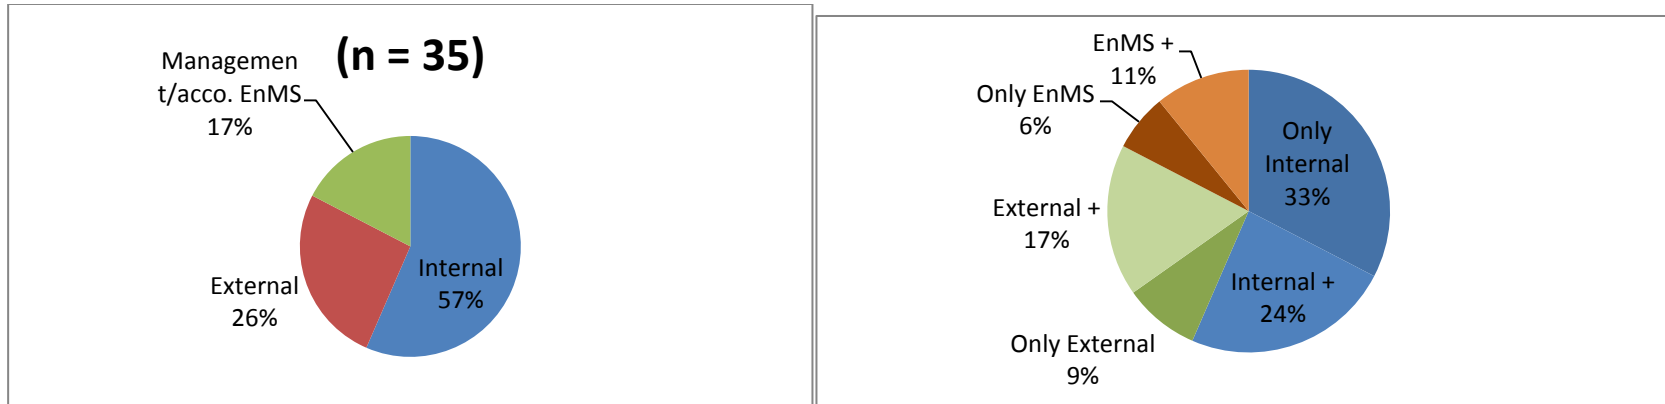 (n = 35)
Managemen
t/acco. EnMS
17%
External
26%
Internal
57%
EnMS +
11%
Only EnMS
6%
Only
Internal
33%
External +
17%
Internal +
24%
Only External
9%